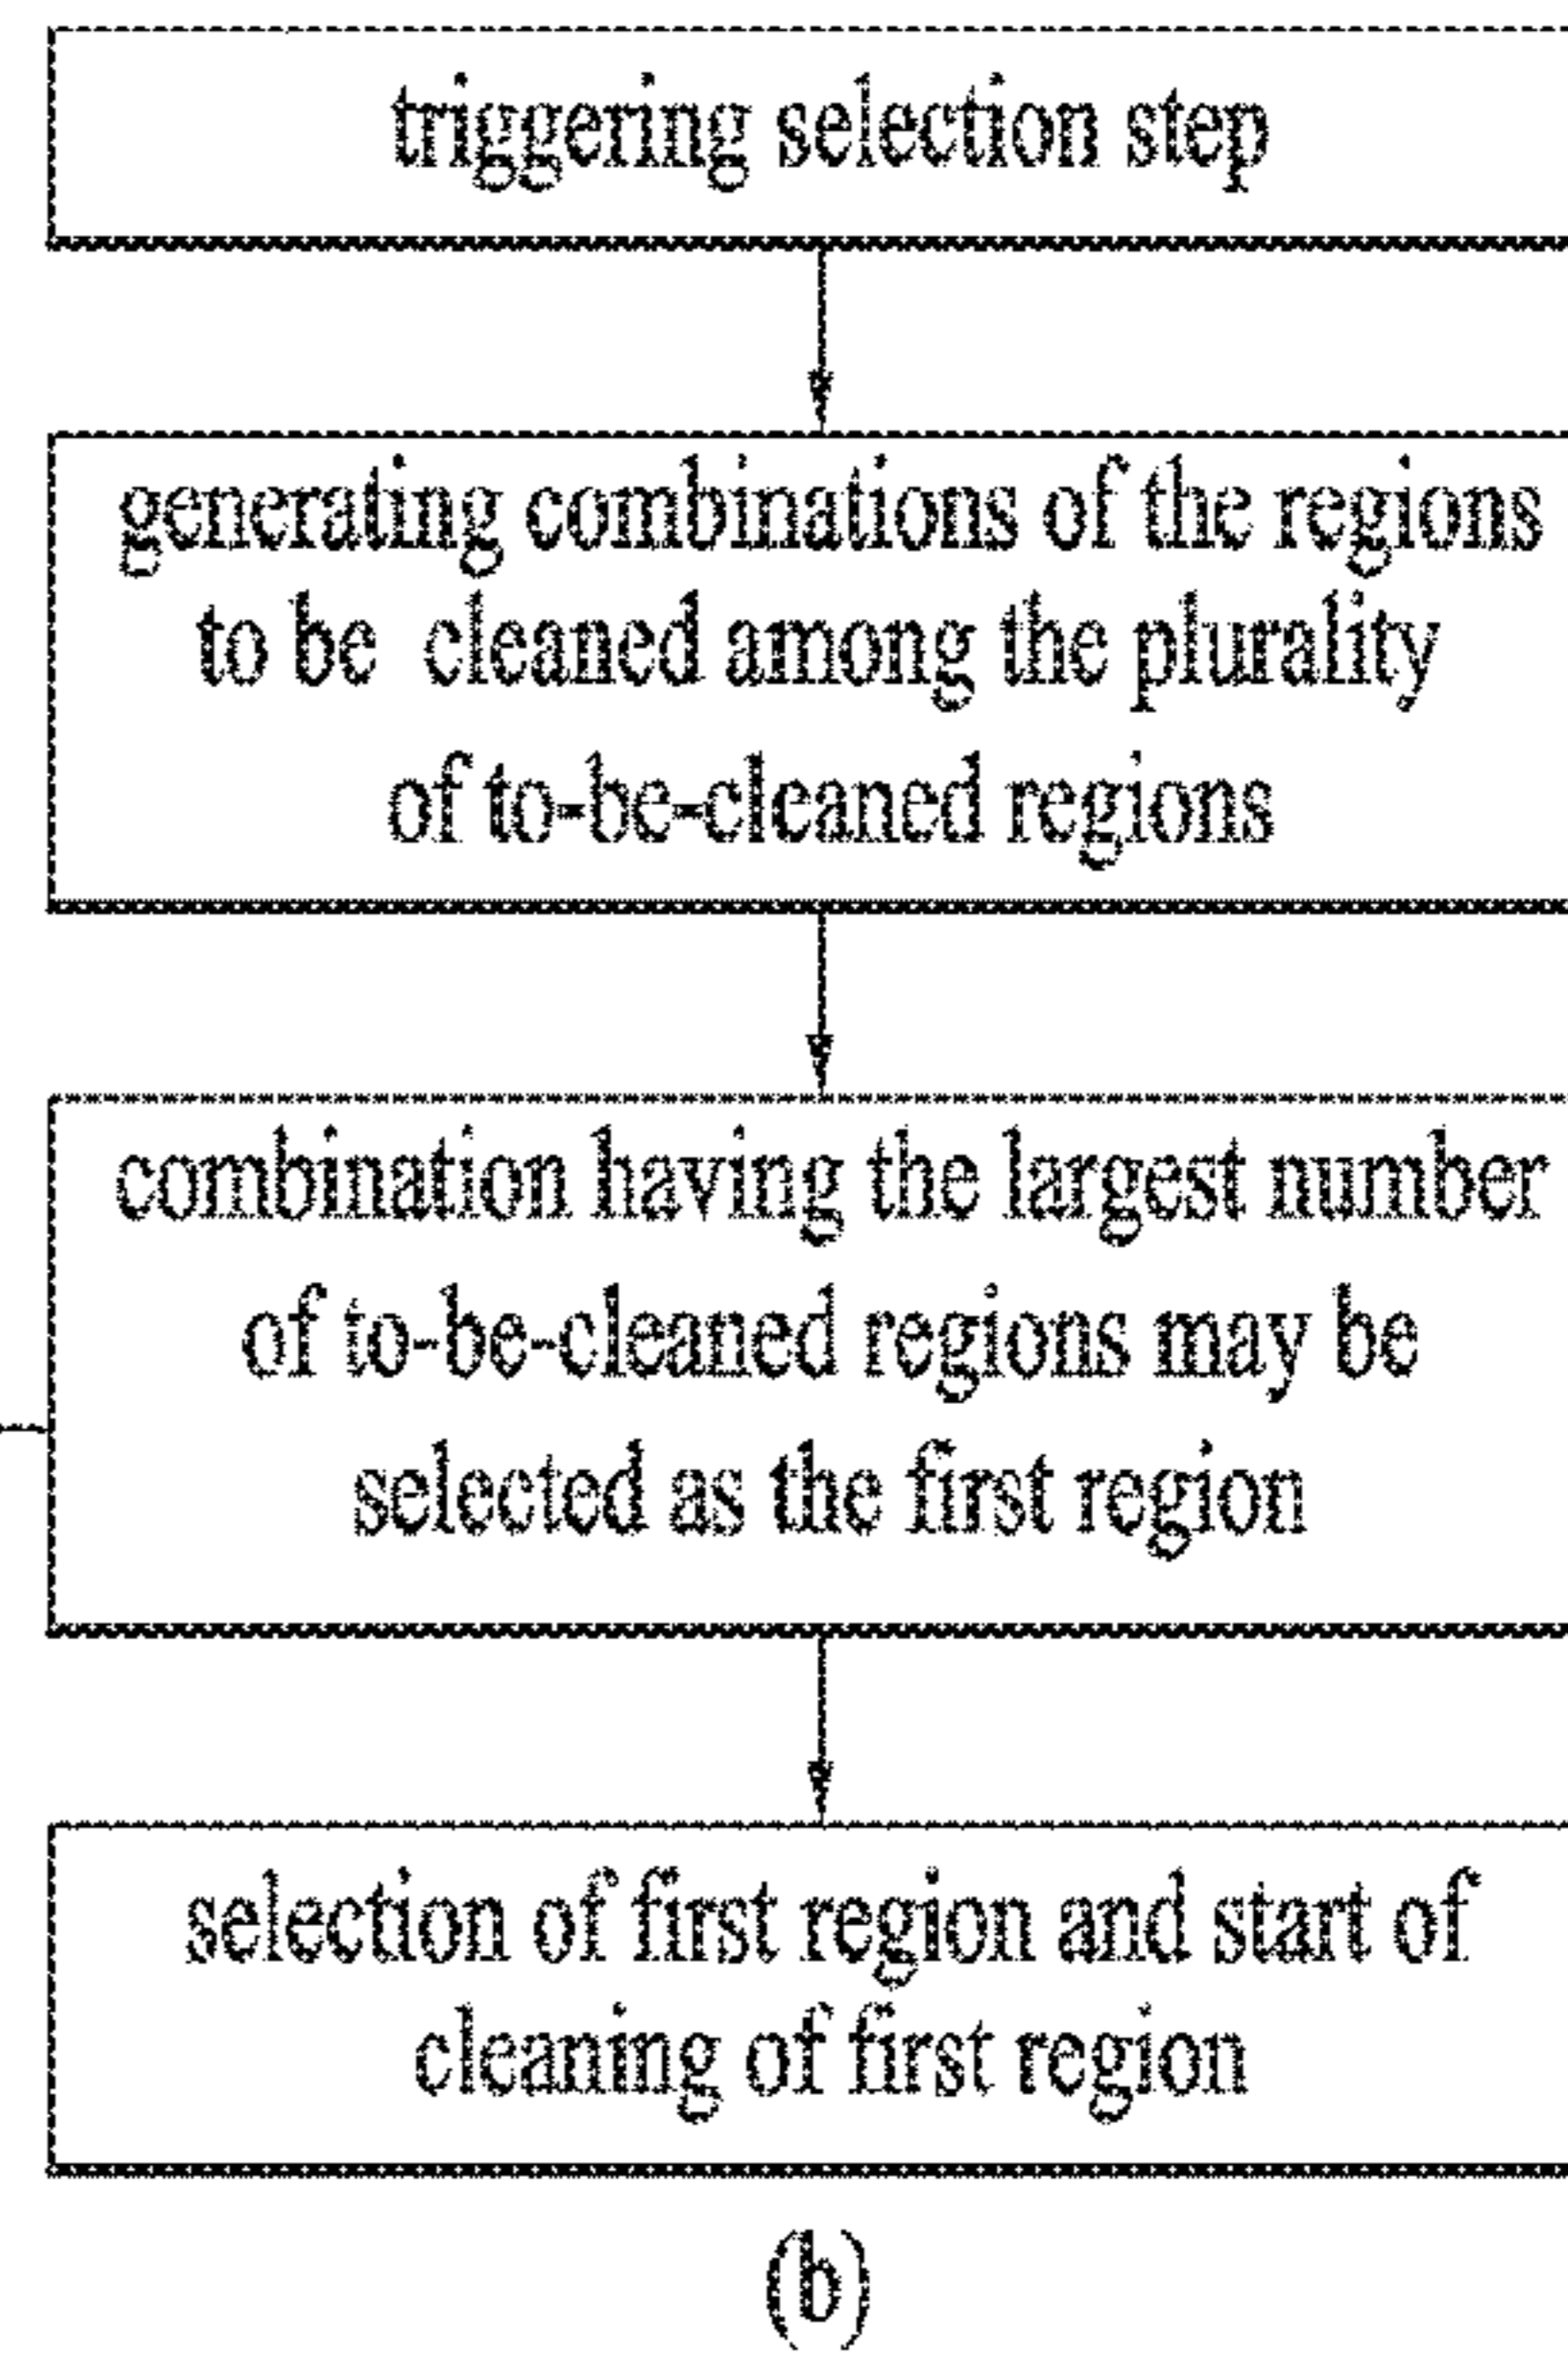 triggering selection step
generating combinations of the regions
to be cleaned among the plurality
of to-be-cleaned regions
combination having the largest number
of to-be-cleaned regions may be
selected as the first region
selection of first region and start of
cleaning of first region
(b)